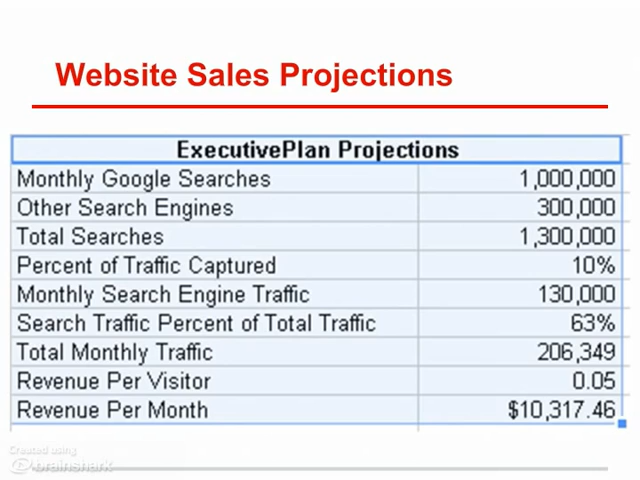 Website Sales Projections
ExecutivePlan Projections
Monthly Google Searches 1,000,000
Other Search Engines 300,000
Total Searches 1,300,000
Percent of Traffic Captured 10%
Monthly Search Engine Traffic 130,000
Search Traffic Percent of Total Traffic 63%
Total Monthly Traffic 206,349
Revenue Per Visitor 0.05
Revenue Per Month $10,317.46
Created using
brainshark